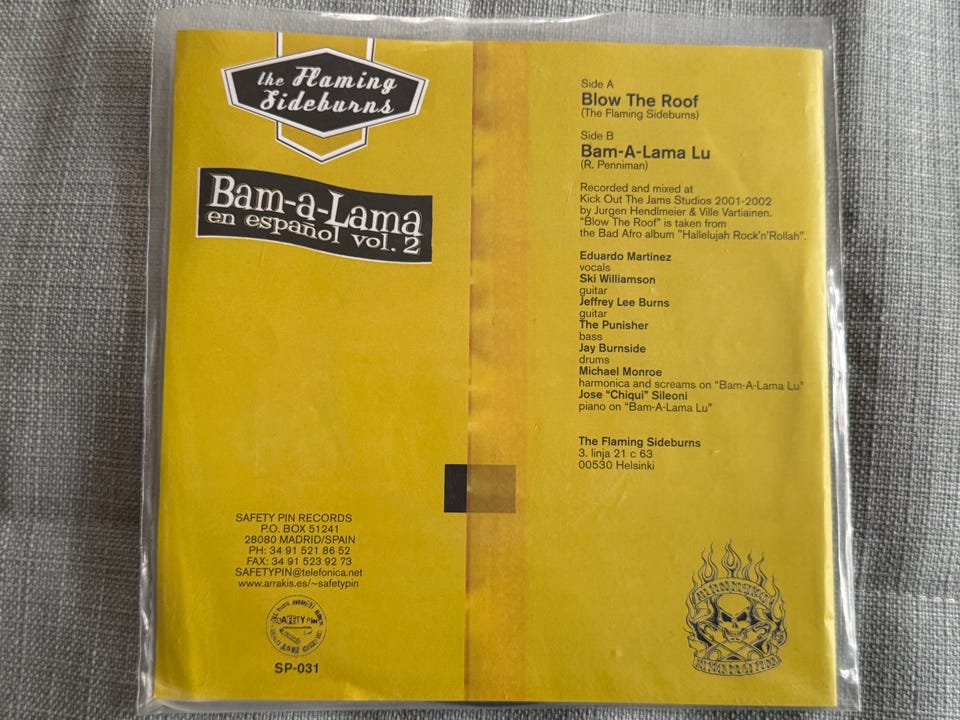 the Flaming
Sideburns
Bam-a-Lama
en español vol. 2
SAFETY PIN RECORDS
P.O. BOX 51241
28080 MADRID/SPAIN
PH: 34 91 521 86 52
FAX: 34 91 523 92 73
SAFETYPIN@telefonica.net
www.arrakis.es/~safetypin
SAFETY PIN
SP-031
Side A
Blow The Roof
(The Flaming Sideburns)
Side B
Bam-A-Lama Lu
(R. Penniman)
Recorded and mixed at
Kick Out The Jams Studios 2001-2002
by Jurgen Hendlmeier & Ville Vartiainen.
"Blow The Roof" is taken from
the Bad Afro album "Hallelujah Rock'n'Rollah".
Eduardo Martinez
vocals
Ski Williamson
guitar
Jeffrey Lee Burns
guitar
The Punisher
bass
Jay Burnside
drums
Michael Monroe
harmonica and screams on "Bam-A-Lama Lu"
Jose "Chiqui" Sileoni
piano on "Bam-A-Lama Lu"
The Flaming Sideburns
3. linja 21 c 63
00530 Helsinki